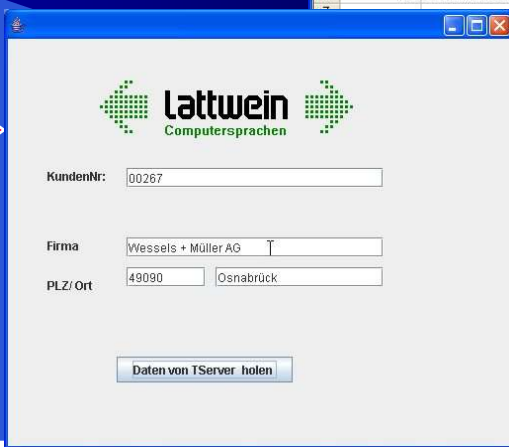 lattwein
Computersprachen
KundenNr: 00267
Firma Wessels + Müller AG
PLZ/ Ort 49090 Osnabrück
Daten von TServer holen